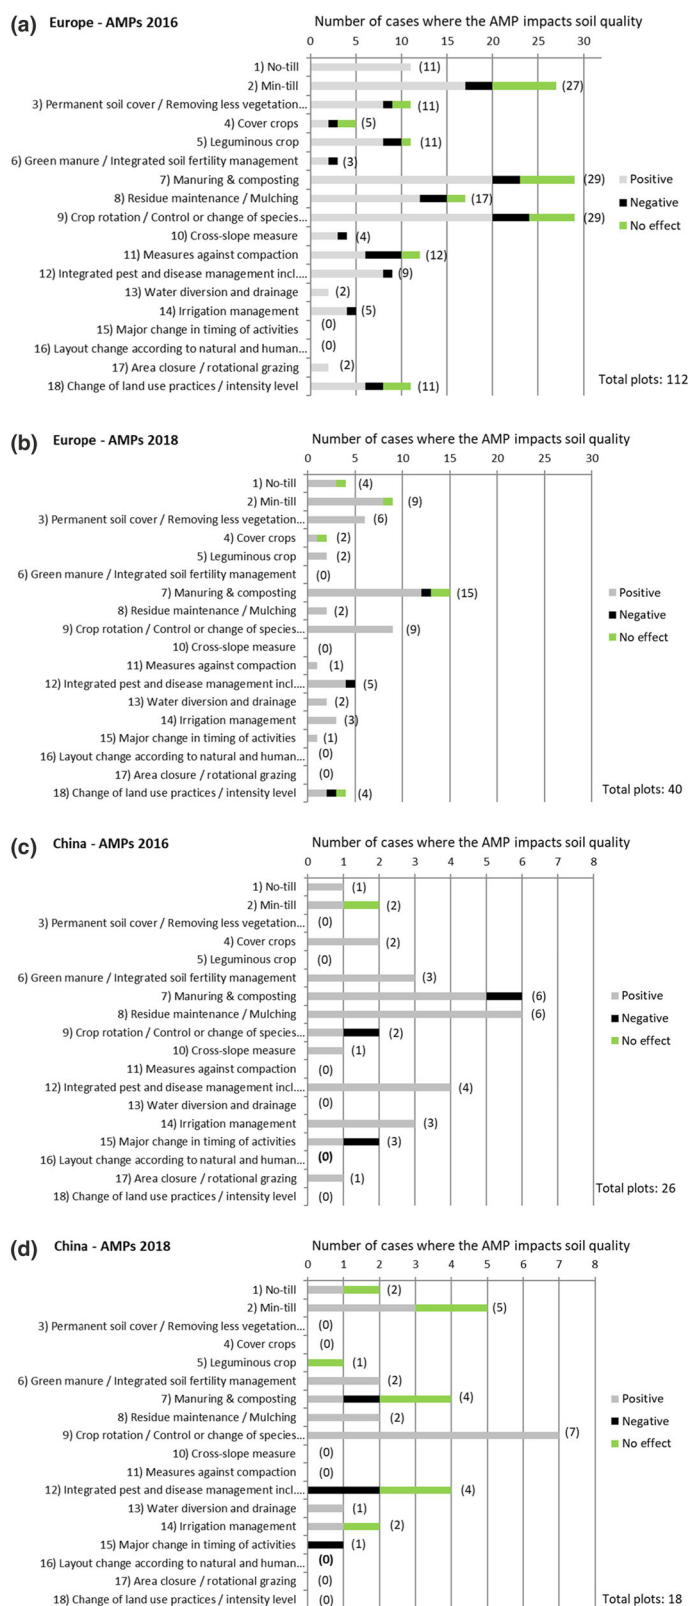 (a) Europe - AMPs 2016 Number of cases where the AMP impacts soil quality
0 5 10 15 20 25 30
1) No-till (11)
2) Min-till (27)
3) Permanent soil cover / Removing less vegetation... (11)
4) Cover crops (5)
5) Leguminous crop (11)
6) Green manure / Integrated soil fertility management (3)
7) Manuring & composting (29) Positive
8) Residue maintenance / Mulching (17) Negative
9) Crop rotation / Control or change of species... (29) No effect
10) Cross-slope measure (4)
11) Measures against compaction (12)
12) Integrated pest and disease management incl.... (9)
13) Water diversion and drainage (2)
14) Irrigation management (5)
15) Major change in timing of activities (0)
16) Layout change according to natural and human... (0)
17) Area closure / rotational grazing (2)
18) Change of land use practices / intensity level (11)
Total plots: 112
(b) Europe - AMPs 2018 Number of cases where the AMP impacts soil quality
0 5 10 15 20 25 30
1) No-till (4)
2) Min-till (9)
3) Permanent soil cover / Removing less vegetation... (6)
4) Cover crops (2)
5) Leguminous crop (2)
6) Green manure / Integrated soil fertility management (0)
7) Manuring & composting (15) Positive
8) Residue maintenance / Mulching (2) Negative
9) Crop rotation / Control or change of species... (9) No effect
10) Cross-slope measure (0)
11) Measures against compaction (1)
12) Integrated pest and disease management incl.... (5)
13) Water diversion and drainage (2)
14) Irrigation management (3)
15) Major change in timing of activities (1)
16) Layout change according to natural and human... (0)
17) Area closure / rotational grazing (0)
18) Change of land use practices / intensity level (4)
Total plots: 40
(c) China - AMPs 2016 Number of cases where the AMP impacts soil quality
0 1 2 3 4 5 6 7 8
1) No-till (1)
2) Min-till (2)
3) Permanent soil cover / Removing less vegetation... (0)
4) Cover crops (2)
5) Leguminous crop (0)
6) Green manure / Integrated soil fertility management (3)
7) Manuring & composting (6) Positive
8) Residue maintenance / Mulching (6) Negative
9) Crop rotation / Control or change of species... (2) No effect
10) Cross-slope measure (1)
11) Measures against compaction (0)
12) Integrated pest and disease management incl.... (4)
13) Water diversion and drainage (0)
14) Irrigation management (3)
15) Major change in timing of activities (3)
16) Layout change according to natural and human... (0)
17) Area closure / rotational grazing (1)
18) Change of land use practices / intensity level (0)
Total plots: 26
(d) China - AMPs 2018 Number of cases where the AMP impacts soil quality
0 1 2 3 4 5 6 7 8
1) No-till (2)
2) Min-till (5)
3) Permanent soil cover / Removing less vegetation... (0)
4) Cover crops (0)
5) Leguminous crop (1)
6) Green manure / Integrated soil fertility management (2)
7) Manuring & composting (4) Positive
8) Residue maintenance / Mulching (2) Negative
9) Crop rotation / Control or change of species... (7) No effect
10) Cross-slope measure (0)
11) Measures against compaction (0)
12) Integrated pest and disease management incl.... (4)
13) Water diversion and drainage (1)
14) Irrigation management (2)
15) Major change in timing of activities (1)
16) Layout change according to natural and human... (0)
17) Area closure / rotational grazing (0)
18) Change of land use practices / intensity level (0)
Total plots: 18